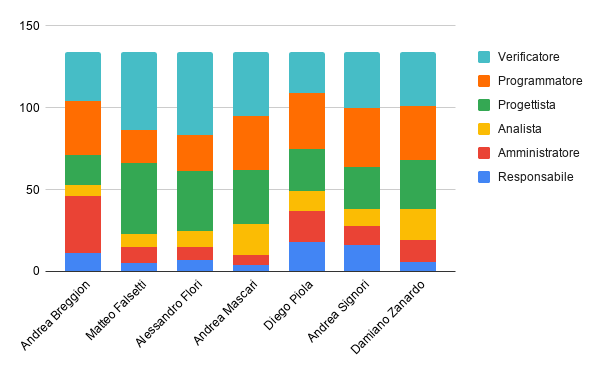 150
100
50
0
Verificatore
Programmatore
Progettista
Analista
Amministratore
Responsabile
Andrea Breggion
Matteo Falsetti
Alessandro Flori
Andrea Mascari
Diego Piola
Andrea Signori
Damiano Zanardo